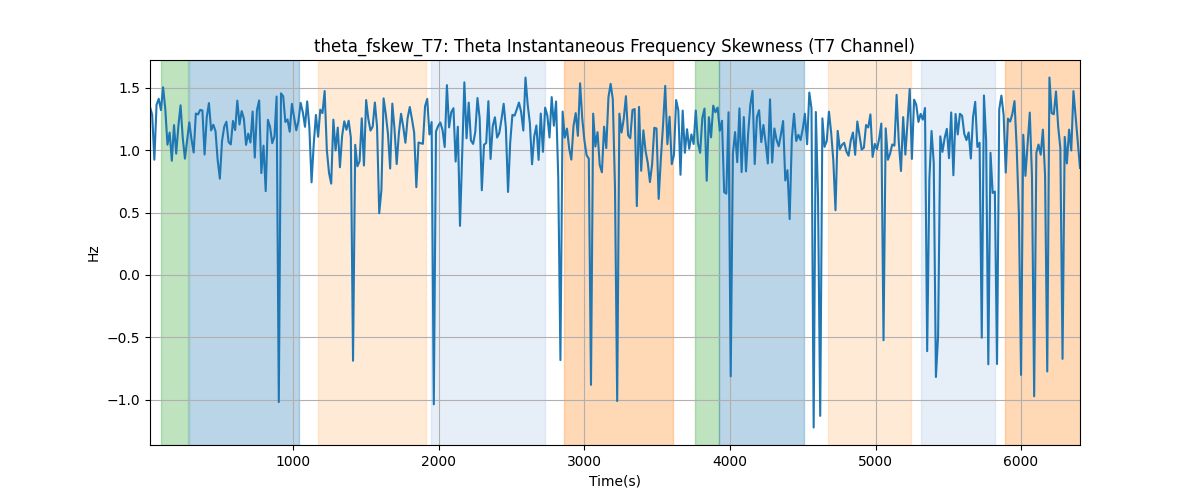 theta_fskew_T7: Theta Instantaneous Frequency Skewness (T7 Channel)
1.5
1.0
0.5
0.0
−0.5
−1.0
Hz
1000 2000 3000 4000 5000 6000
Time(s)